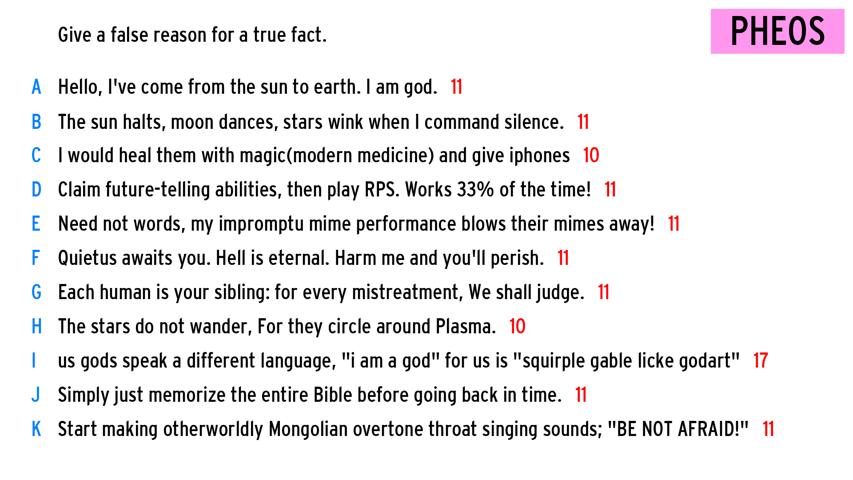 Give a false reason for a true fact.
PHEOS
A Hello, I've come from the sun to earth. I am god. 11
B The sun halts, moon dances, stars wink when I command silence. 11
C I would heal them with magic(modern medicine) and give iphones 10
D Claim future-telling abilities, then play RPS. Works 33% of the time! 11
E Need not words, my impromptu mime performance blows their mimes away! 11
F Quietus awaits you. Hell is eternal. Harm me and you'll perish. 11
G Each human is your sibling: for every mistreatment, We shall judge. 11
H The stars do not wander, For they circle around Plasma. 10
I us gods speak a different language, "i am a god" for us is "squirple gable licke godart" 17
J Simply just memorize the entire Bible before going back in time. 11
K Start making otherworldly Mongolian overtone throat singing sounds; "BE NOT AFRAID!" 11